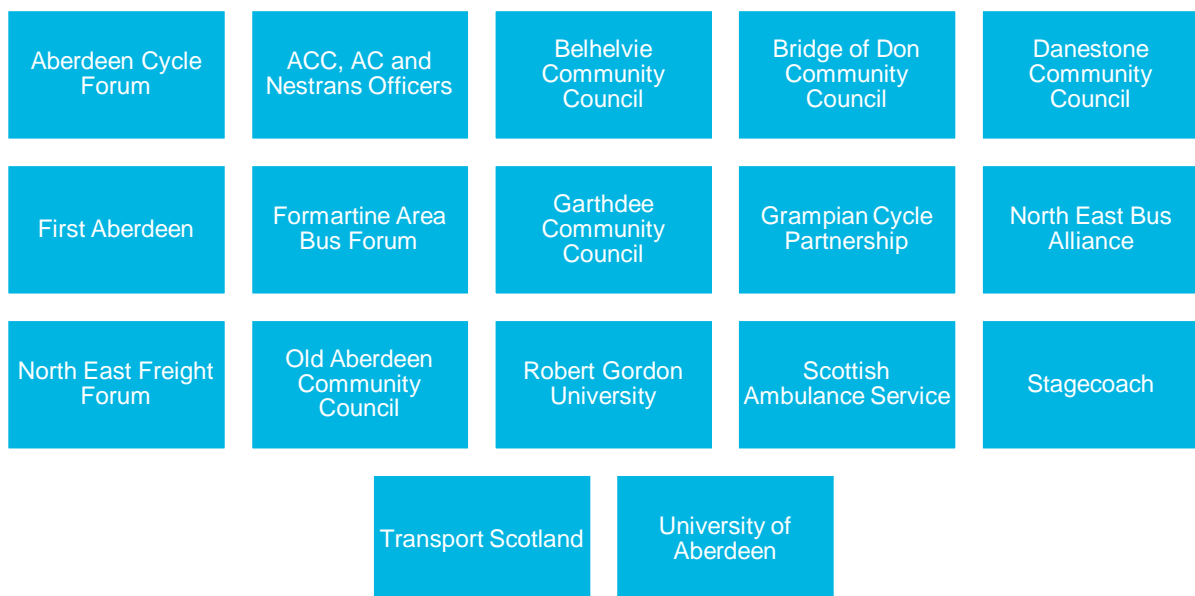 Aberdeen Cycle
Forum
ACC, AC and
Nestrans Officers
Belhelvie
Community
Council
Bridge of Don
Community
Council
Danestone
Community
Council
First Aberdeen
Formartine Area
Bus Forum
Garthdee
Community
Council
Grampian Cycle
Partnership
North East Bus
Alliance
North East Freight
Forum
Old Aberdeen
Community
Council
Robert Gordon
University
Scottish
Ambulance Service
Stagecoach
Transport Scotland
University of
Aberdeen